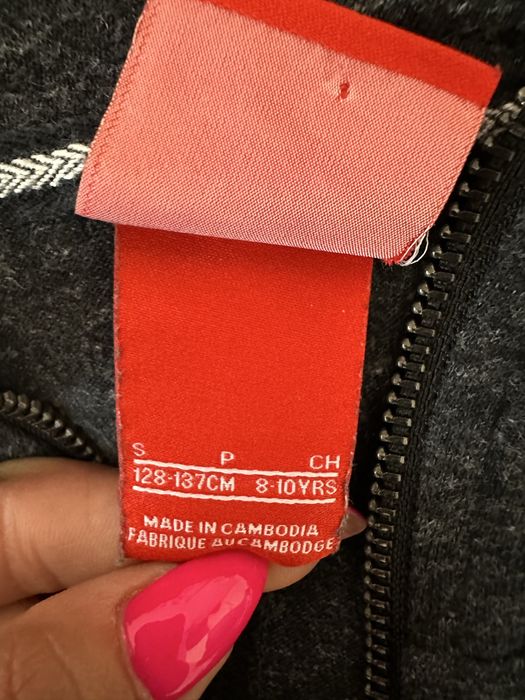 S P CH
128-137CM 8-10YRS
MADE IN CAMBODIA
FABRIQUE AU CAMBODGE